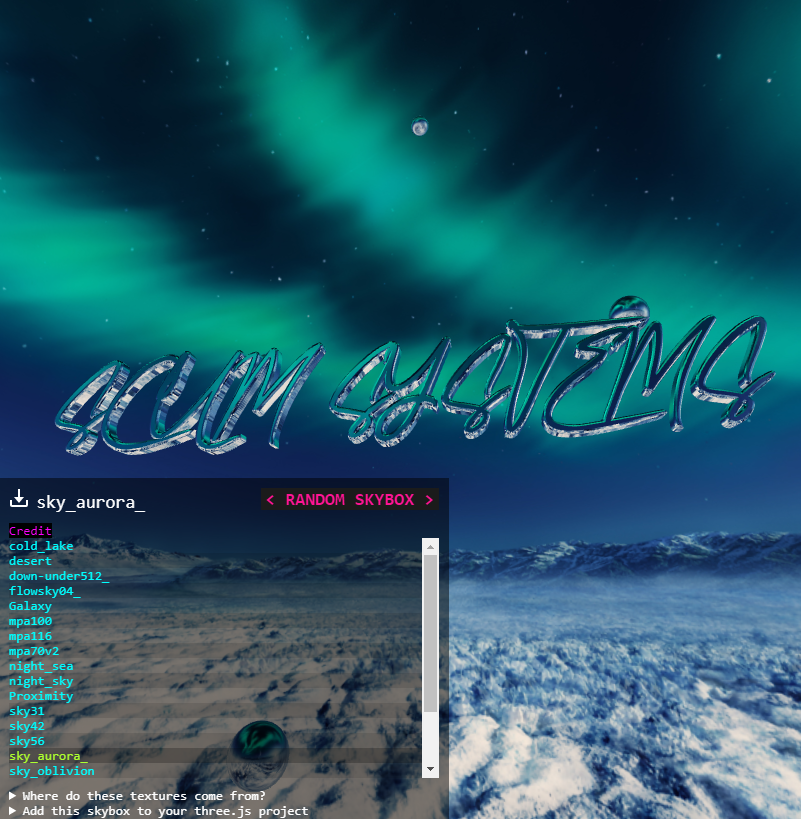 SCUM SYSTEMS
sky_aurora_
< RANDOM SKYBOX >
Credit
cold_lake
desert
down-under512_
flowsky04_
Galaxy
mpa100
mpa116
mpa70v2
night_sea
night_sky
Proximity
sky31
sky42
sky56
sky_aurora_
sky_oblivion
Where do these textures come from?
Add this skybox to your three.js project